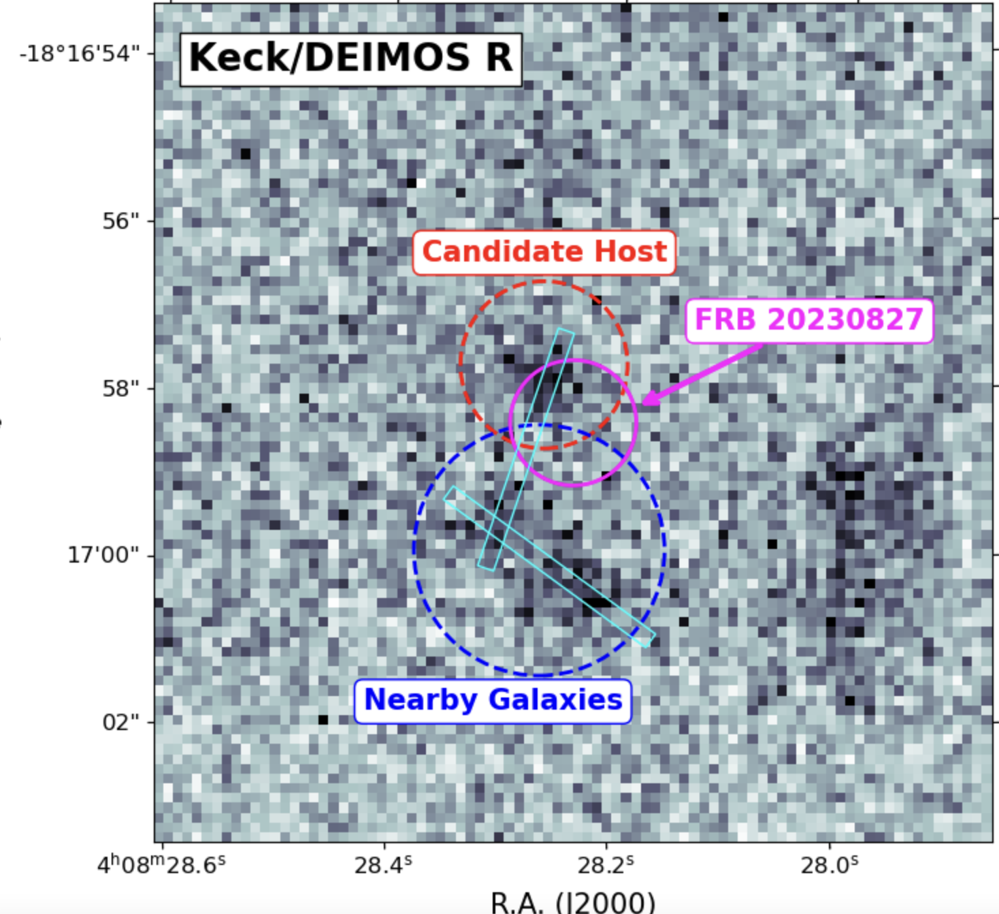 Keck/DEIMOS R
-18°16'54"
56"
Candidate Host
FRB 20230827
58"
17'00"
Nearby Galaxies
02"
4ʰ08ᵐ28.6ˢ 28.4ˢ 28.2ˢ 28.0ˢ
R.A. (J2000)